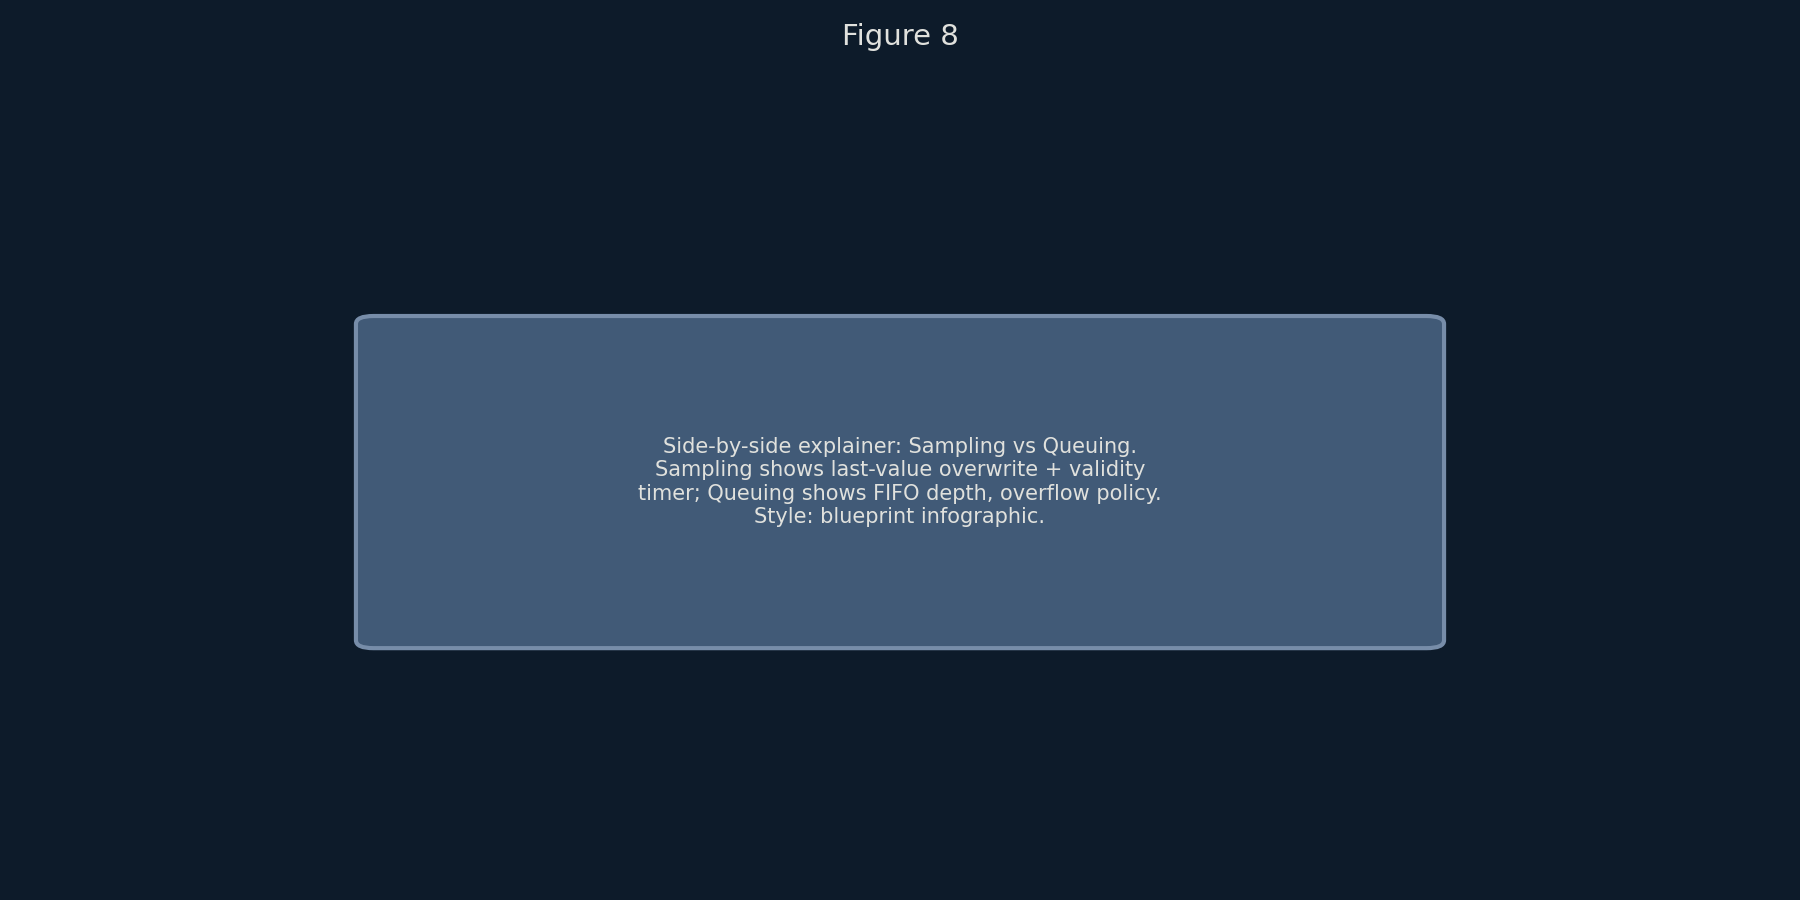 Figure 8
Side-by-side explainer: Sampling vs Queuing.
Sampling shows last-value overwrite + validity
timer; Queuing shows FIFO depth, overflow policy.
Style: blueprint infographic.